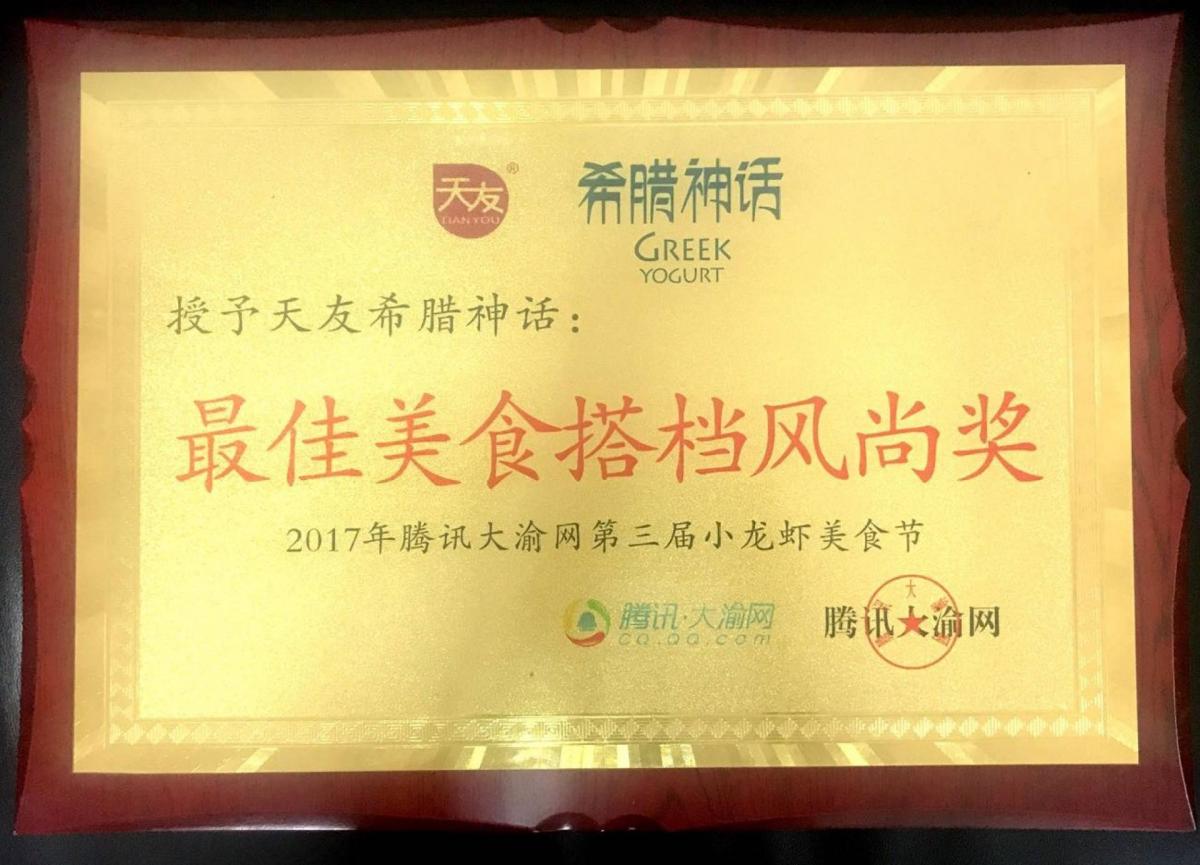 天友®
TIANYOU
希腊神话
GREEK
YOGURT
授予天友希腊神话：
最佳美食搭档风尚奖
2017年腾讯大渝网第三届小龙虾美食节
腾讯·大渝网
cq.qq.com
腾讯大渝网